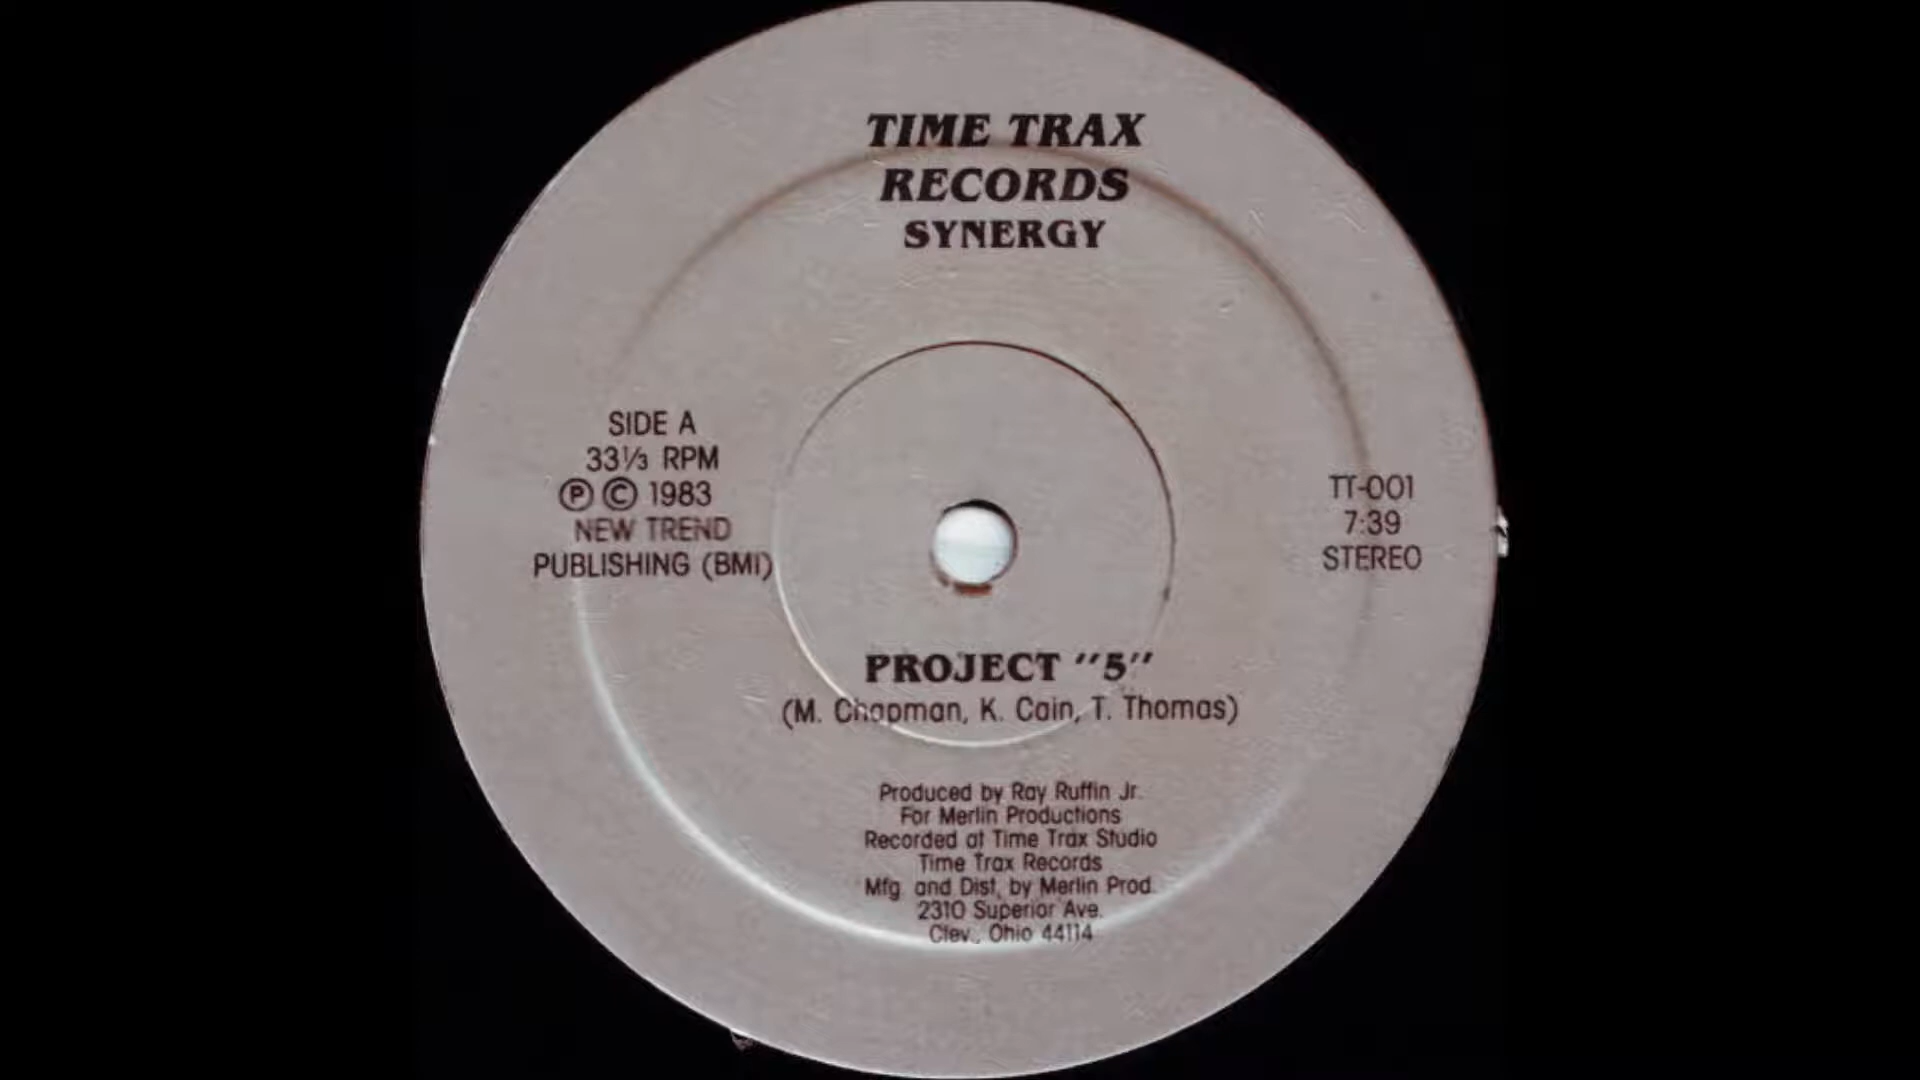 TIME TRAX
RECORDS
SYNERGY
SIDE A
33⅓ RPM
Ⓟ © 1983
NEW TREND
PUBLISHING (BMI)
TT-001
7:39
STEREO
PROJECT "5"
(M. Chapman, K. Cain, T. Thomas)
Produced by Ray Ruffin Jr.
For Merlin Productions
Recorded at Time Trax Studio
Time Trax Records
Mfg. and Dist. by Merlin Prod.
2310 Superior Ave.
Clev., Ohio 44114